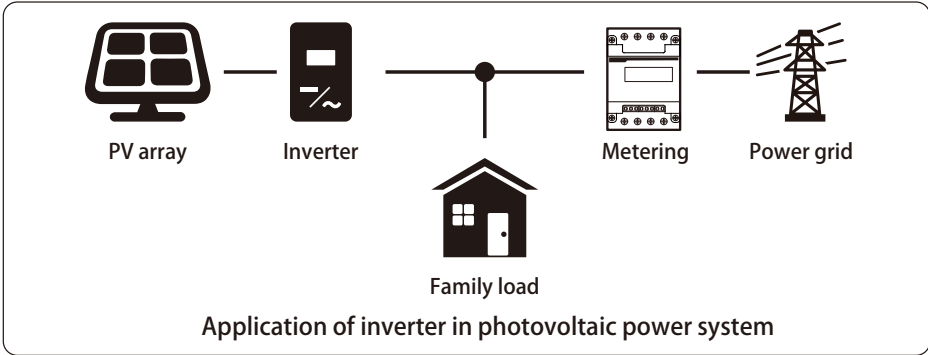 PV array
Inverter
Metering
Power grid
Family load
Application of inverter in photovoltaic power system